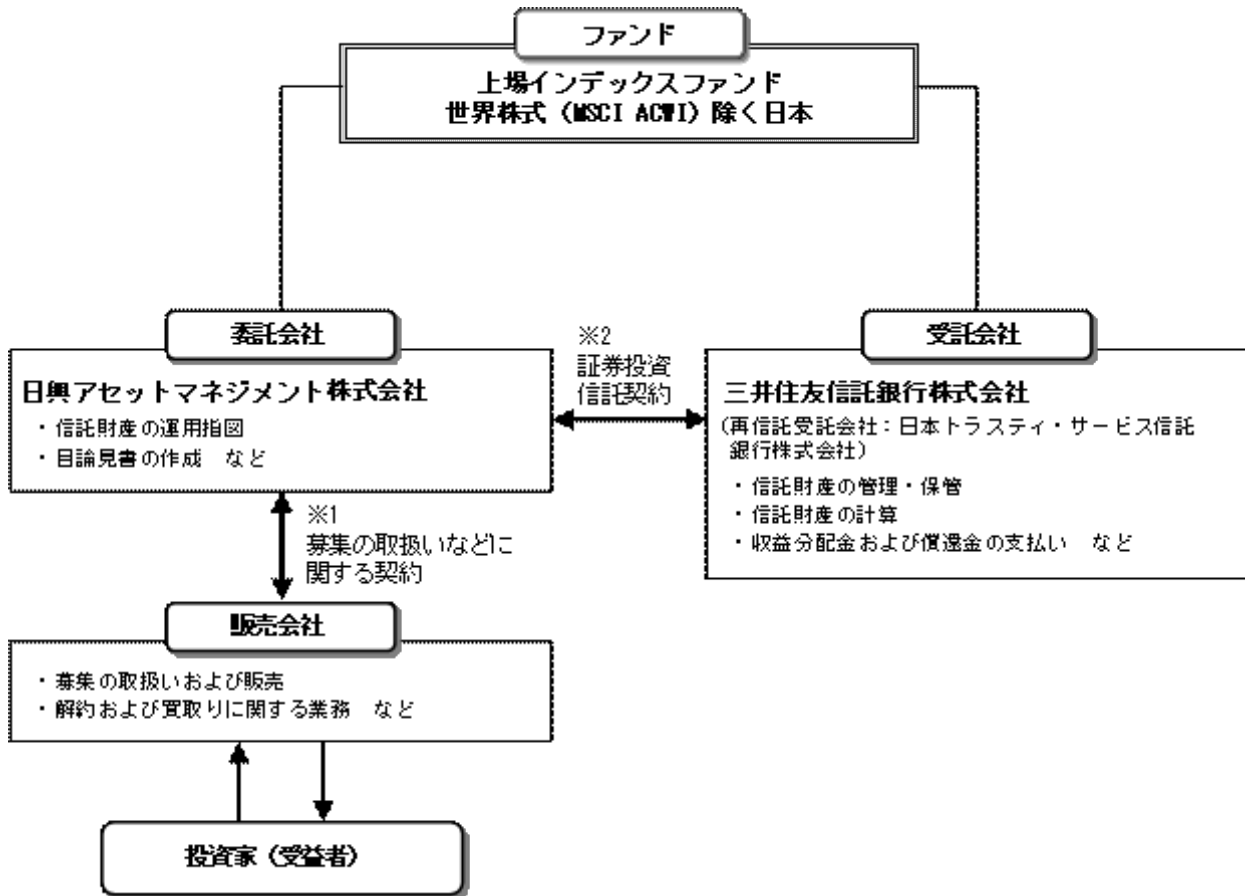 ファンド
上場インデックスファンド
世界株式(MSCI ACWI)除く日本
委託会社
日興アセットマネジメント株式会社
・信託財産の運用指図
・目論見書の作成 など
※2
証券投資
信託契約
受託会社
三井住友信託銀行株式会社
(再信託受託会社:日本トラスティ・サービス信託
銀行株式会社)
・信託財産の管理・保管
・信託財産の計算
・収益分配金および償還金の支払い など
※1
募集の取扱いなどに
関する契約
販売会社
・募集の取扱いおよび販売
・解約および買取りに関する業務 など
投資家(受益者)